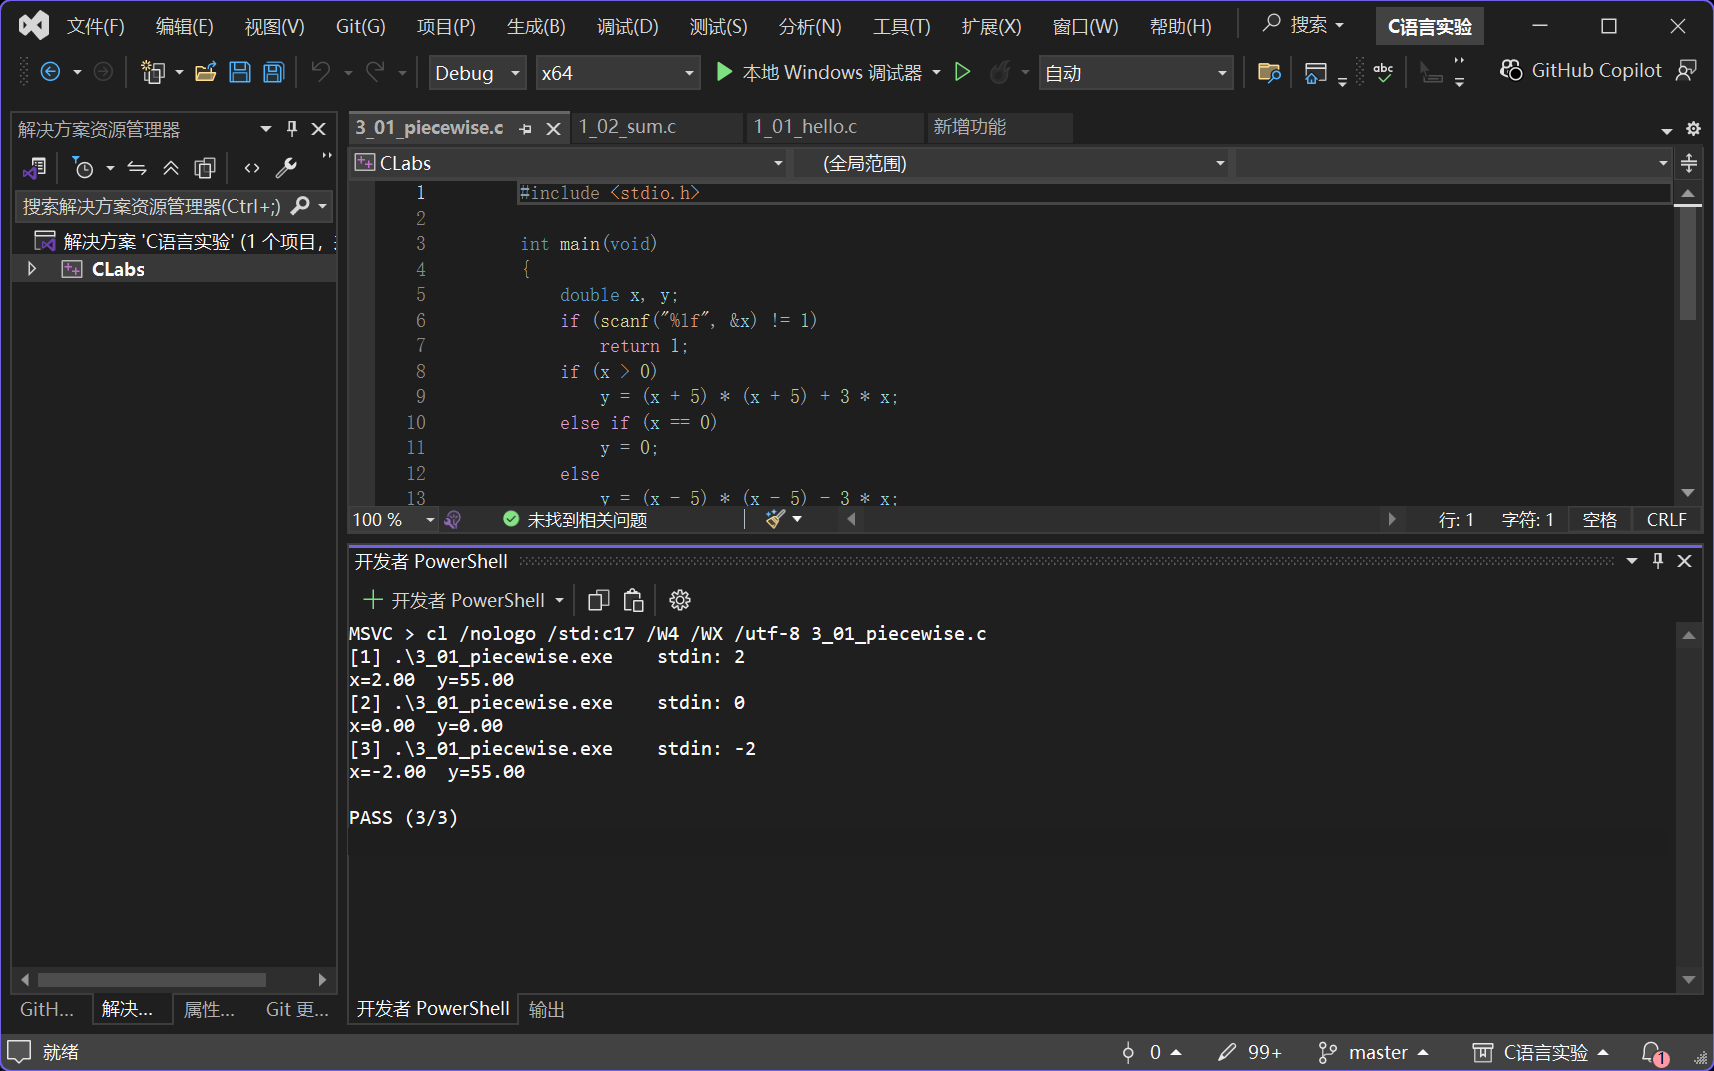 文件(F) 编辑(E) 视图(V) Git(G) 项目(P) 生成(B) 调试(D) 测试(S) 分析(N) 工具(T) 扩展(X) 窗口(W) 帮助(H) 搜索 C语言实验
Debug x64 本地 Windows 调试器 自动 abc GitHub Copilot
解决方案资源管理器
搜索解决方案资源管理器(Ctrl+;)
解决方案 'C语言实验' (1 个项目,
CLabs
3_01_piecewise.c 1_02_sum.c 1_01_hello.c 新增功能
CLabs (全局范围)
1 #include <stdio.h>
2
3 int main(void)
4 {
5 double x, y;
6 if (scanf("%lf", &x) != 1)
7 return 1;
8 if (x > 0)
9 y = (x + 5) * (x + 5) + 3 * x;
10 else if (x == 0)
11 y = 0;
12 else
13 y = (x - 5) * (x - 5) - 3 * x;
100 % 未找到相关问题 行: 1 字符: 1 空格 CRLF
开发者 PowerShell
开发者 PowerShell
MSVC > cl /nologo /std:c17 /W4 /WX /utf-8 3_01_piecewise.c
[1] .\3_01_piecewise.exe stdin: 2
x=2.00 y=55.00
[2] .\3_01_piecewise.exe stdin: 0
x=0.00 y=0.00
[3] .\3_01_piecewise.exe stdin: -2
x=-2.00 y=55.00
PASS (3/3)
GitH... 解决... 属性... Git 更... 开发者 PowerShell 输出
就绪 0 99+ master C语言实验 1